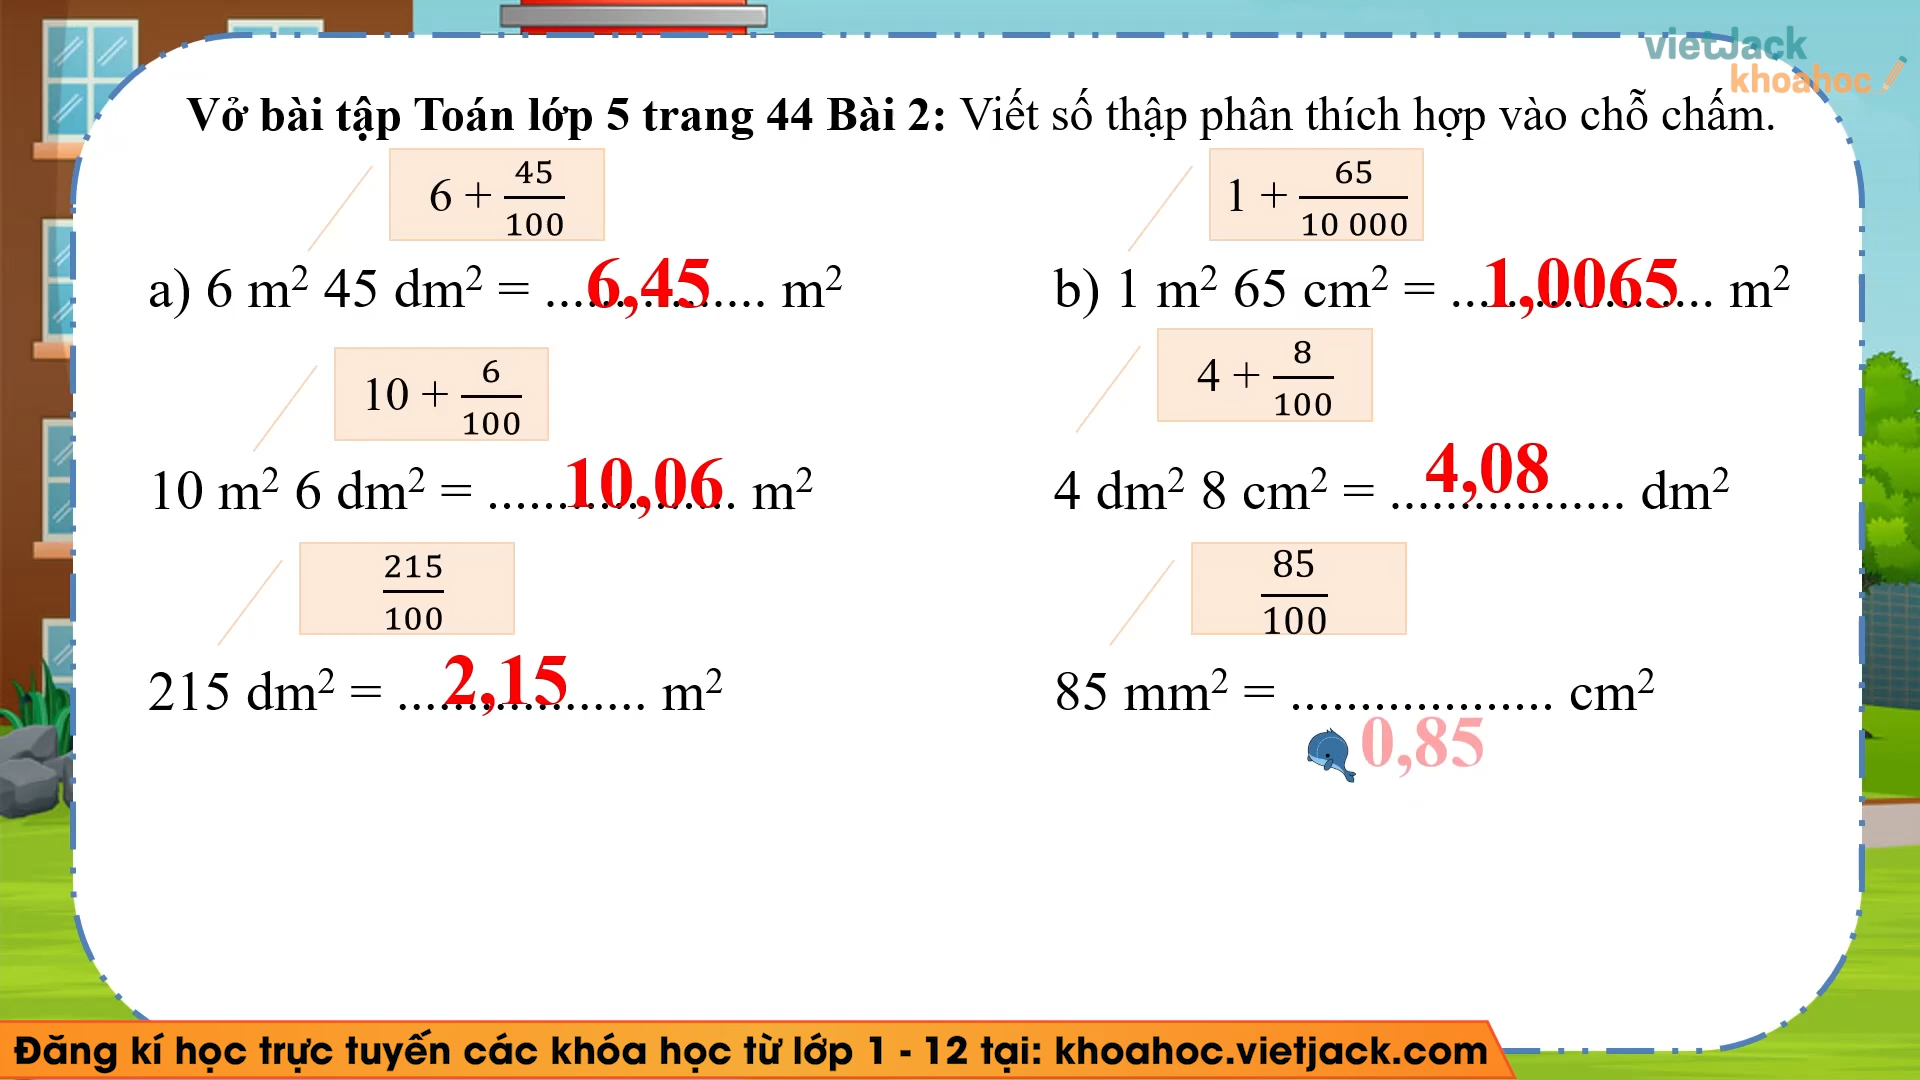 vietJack
khoahoc
Vở bài tập Toán lớp 5 trang 44 Bài 2: Viết số thập phân thích hợp vào chỗ chấm.
6 + 45/100
1 + 65/10 000
a) 6 m² 45 dm² = ......6,45...... m²
b) 1 m² 65 cm² = ......1,0065...... m²
10 + 6/100
4 + 8/100
10 m² 6 dm² = ......10,06...... m²
4 dm² 8 cm² = ......4,08...... dm²
215/100
85/100
215 dm² = ......2,15...... m²
85 mm² = ................... cm²
0,85
Đăng kí học trực tuyến các khóa học từ lớp 1 - 12 tại: khoahoc.vietjack.com